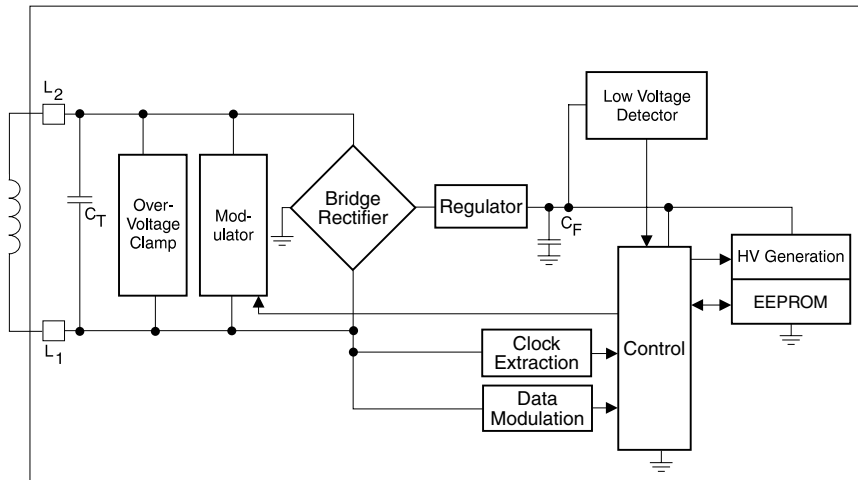 L2
Low Voltage
Detector
CT
Over-
Voltage
Clamp
Mod-
ulator
Bridge
Rectifier
Regulator
CF
HV Generation
EEPROM
L1
Clock
Extraction
Control
Data
Modulation